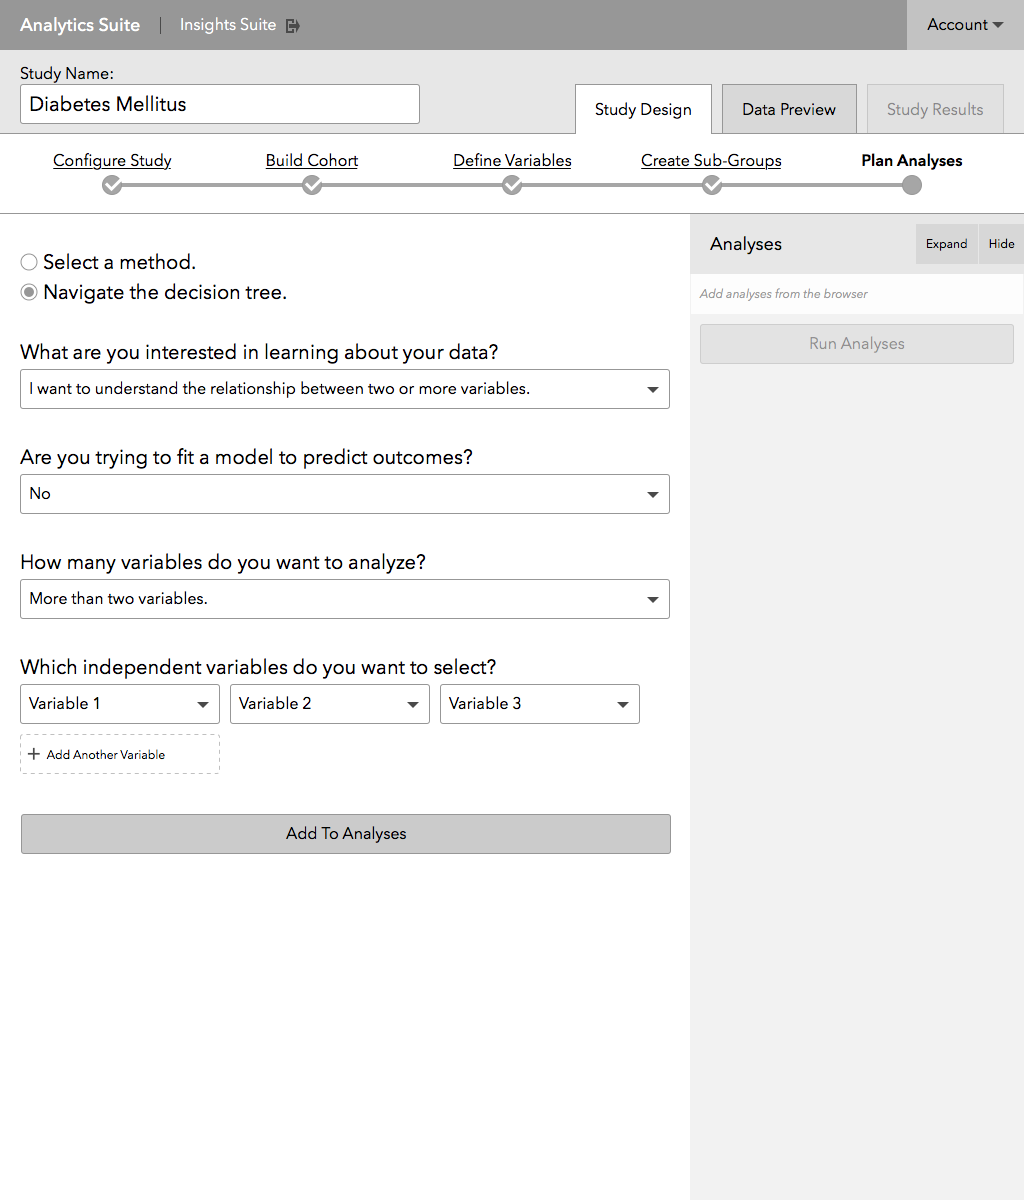 Analytics Suite | Insights Suite Account
Study Name:
Diabetes Mellitus
Study Design Data Preview Study Results
Configure Study Build Cohort Define Variables Create Sub-Groups Plan Analyses
Select a method.
Navigate the decision tree.
What are you interested in learning about your data?
I want to understand the relationship between two or more variables.
Are you trying to fit a model to predict outcomes?
No
How many variables do you want to analyze?
More than two variables.
Which independent variables do you want to select?
Variable 1 Variable 2 Variable 3
+ Add Another Variable
Add To Analyses
Analyses Expand Hide
Add analyses from the browser
Run Analyses